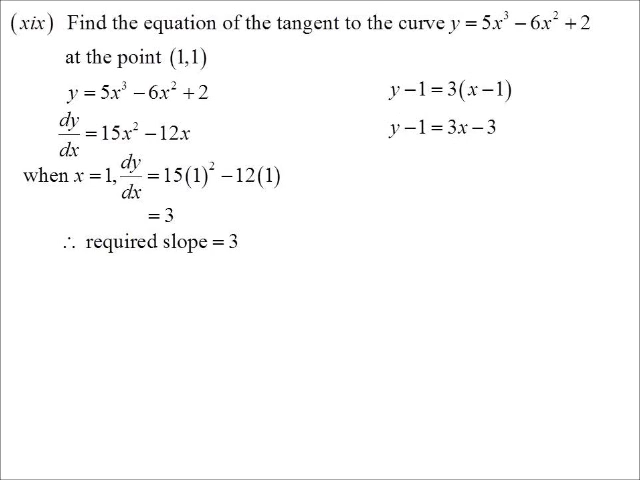 (xix) Find the equation of the tangent to the curve y = 5x³ − 6x² + 2
at the point (1,1)
y = 5x³ − 6x² + 2
dy/dx = 15x² − 12x
when x = 1, dy/dx = 15(1)² − 12(1)
= 3
∴ required slope = 3
y − 1 = 3(x − 1)
y − 1 = 3x − 3